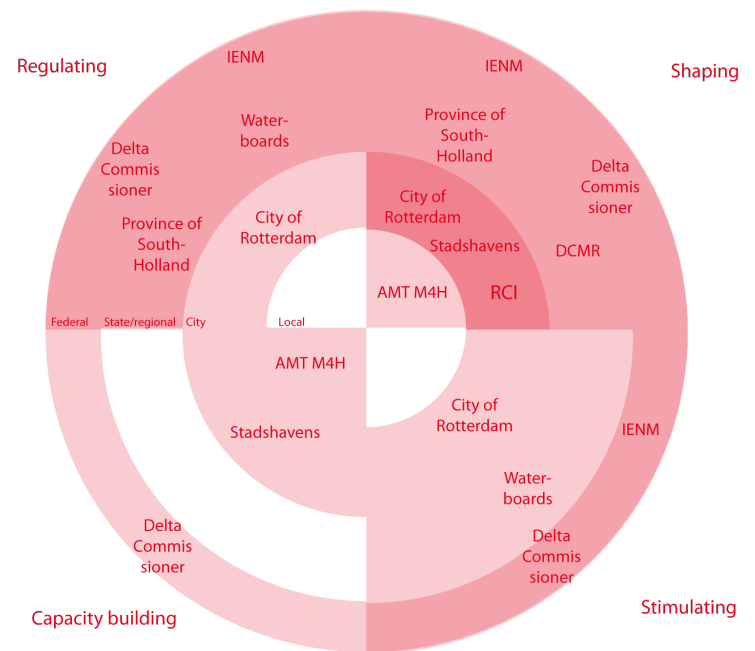 Regulating
Shaping
IENM
IENM
Water-
boards
Province of
South-
Holland
Delta
Commis
sioner
Delta
Commis
sioner
Province of
South-
Holland
City of
Rotterdam
City of
Rotterdam
Stadshavens
DCMR
AMT M4H
RCI
Federal
State/regional
City
Local
AMT M4H
Stadshavens
City of
Rotterdam
IENM
Water-
boards
Delta
Commis
sioner
Delta
Commis
sioner
Capacity building
Stimulating